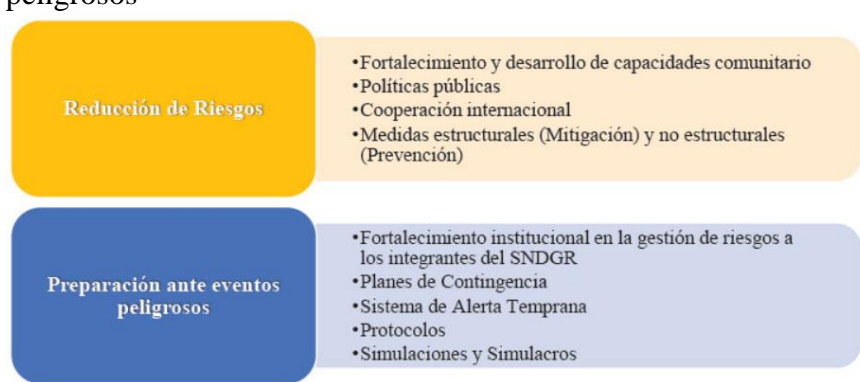 peligrosos
Reducción de Riesgos
•Fortalecimiento y desarrollo de capacidades comunitario
•Políticas públicas
•Cooperación internacional
•Medidas estructurales (Mitigación) y no estructurales
(Prevención)
Preparación ante eventos
peligrosos
•Fortalecimiento institucional en la gestión de riesgos a
los integrantes del SNDGR
•Planes de Contingencia
•Sistema de Alerta Temprana
•Protocolos
•Simulaciones y Simulacros